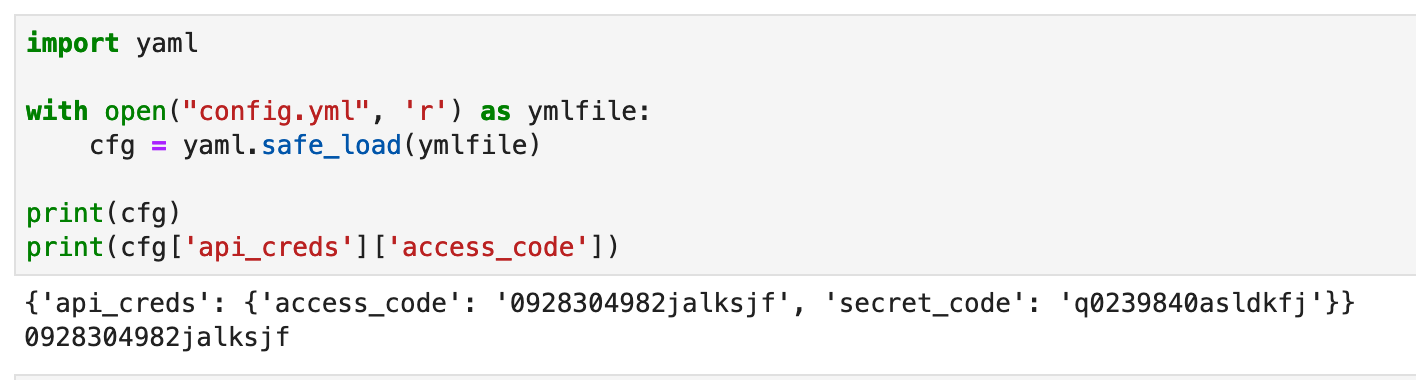 import yaml
with open("config.yml", 'r') as ymlfile:
    cfg = yaml.safe_load(ymlfile)
print(cfg)
print(cfg['api_creds']['access_code'])
{'api_creds': {'access_code': '0928304982jalksjf', 'secret_code': 'q0239840asldkfj'}}
0928304982jalksjf